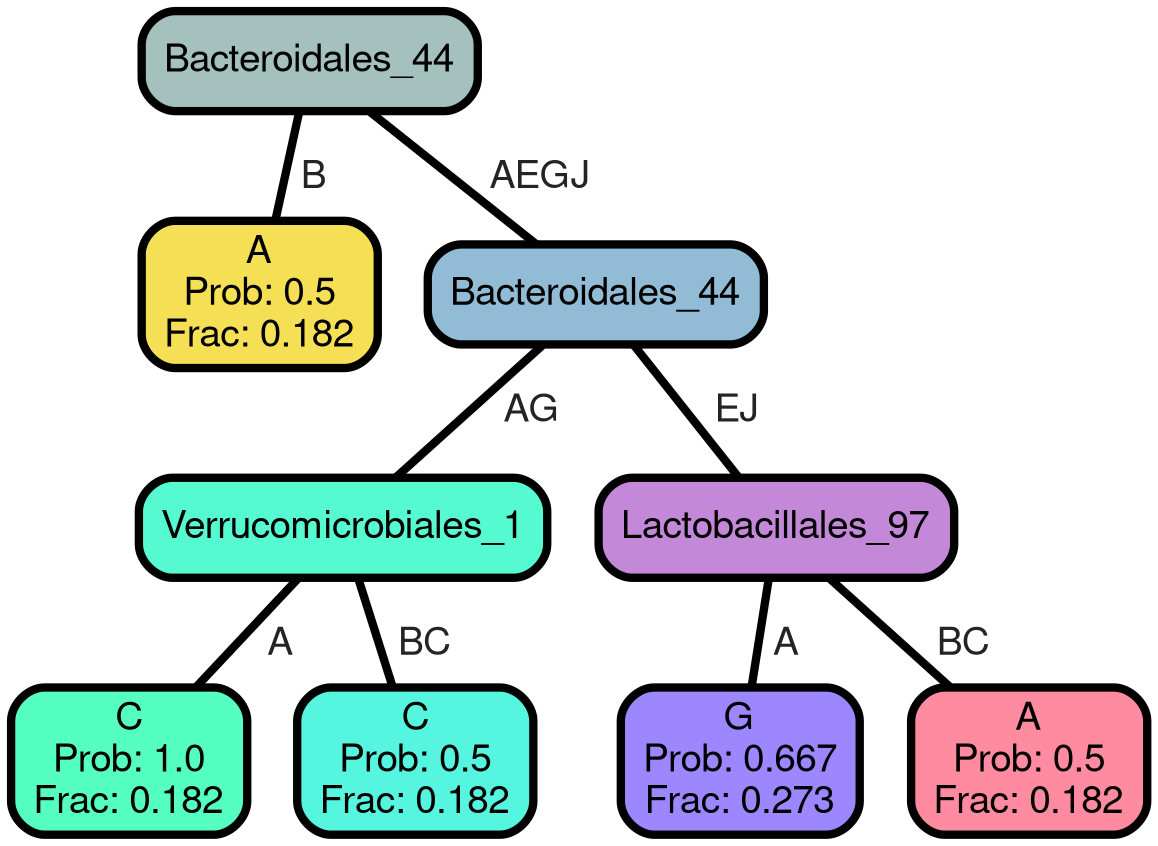 Bacteroidales_44
B
AEGJ
A
Prob: 0.5
Frac: 0.182
Bacteroidales_44
AG
EJ
Verrucomicrobiales_1
Lactobacillales_97
A
BC
A
BC
C
Prob: 1.0
Frac: 0.182
C
Prob: 0.5
Frac: 0.182
G
Prob: 0.667
Frac: 0.273
A
Prob: 0.5
Frac: 0.182